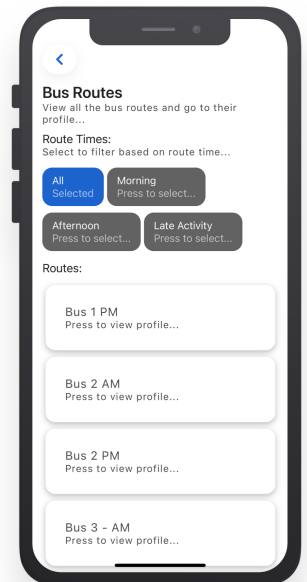 Bus Routes
View all the bus routes and go to their
profile...
Route Times:
Select to filter based on route time...
All
Selected
Morning
Press to select...
Afternoon
Press to select...
Late Activity
Press to select...
Routes:
Bus 1 PM
Press to view profile...
Bus 2 AM
Press to view profile...
Bus 2 PM
Press to view profile...
Bus 3 - AM
Press to view profile...